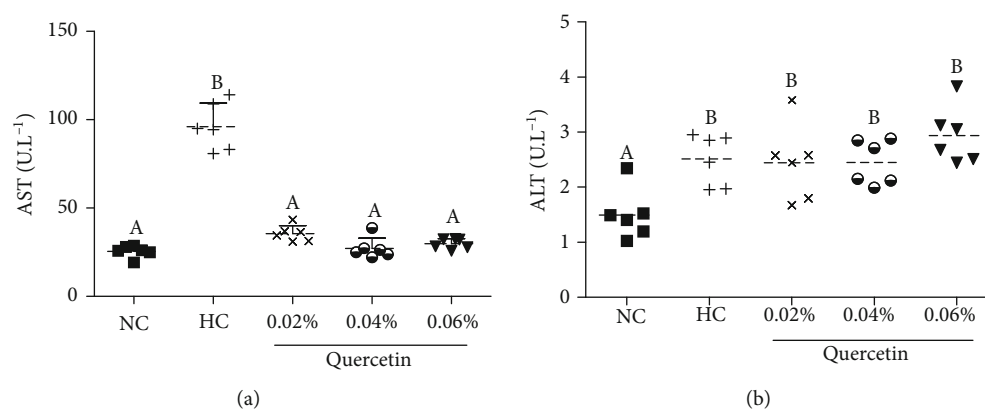 AST (U.L⁻¹)
150
100
50
0
A
B
A
A
A
NC HC 0.02% 0.04% 0.06%
Quercetin
(a)
ALT (U.L⁻¹)
5
4
3
2
1
0
A
B
B
B
B
NC HC 0.02% 0.04% 0.06%
Quercetin
(b)